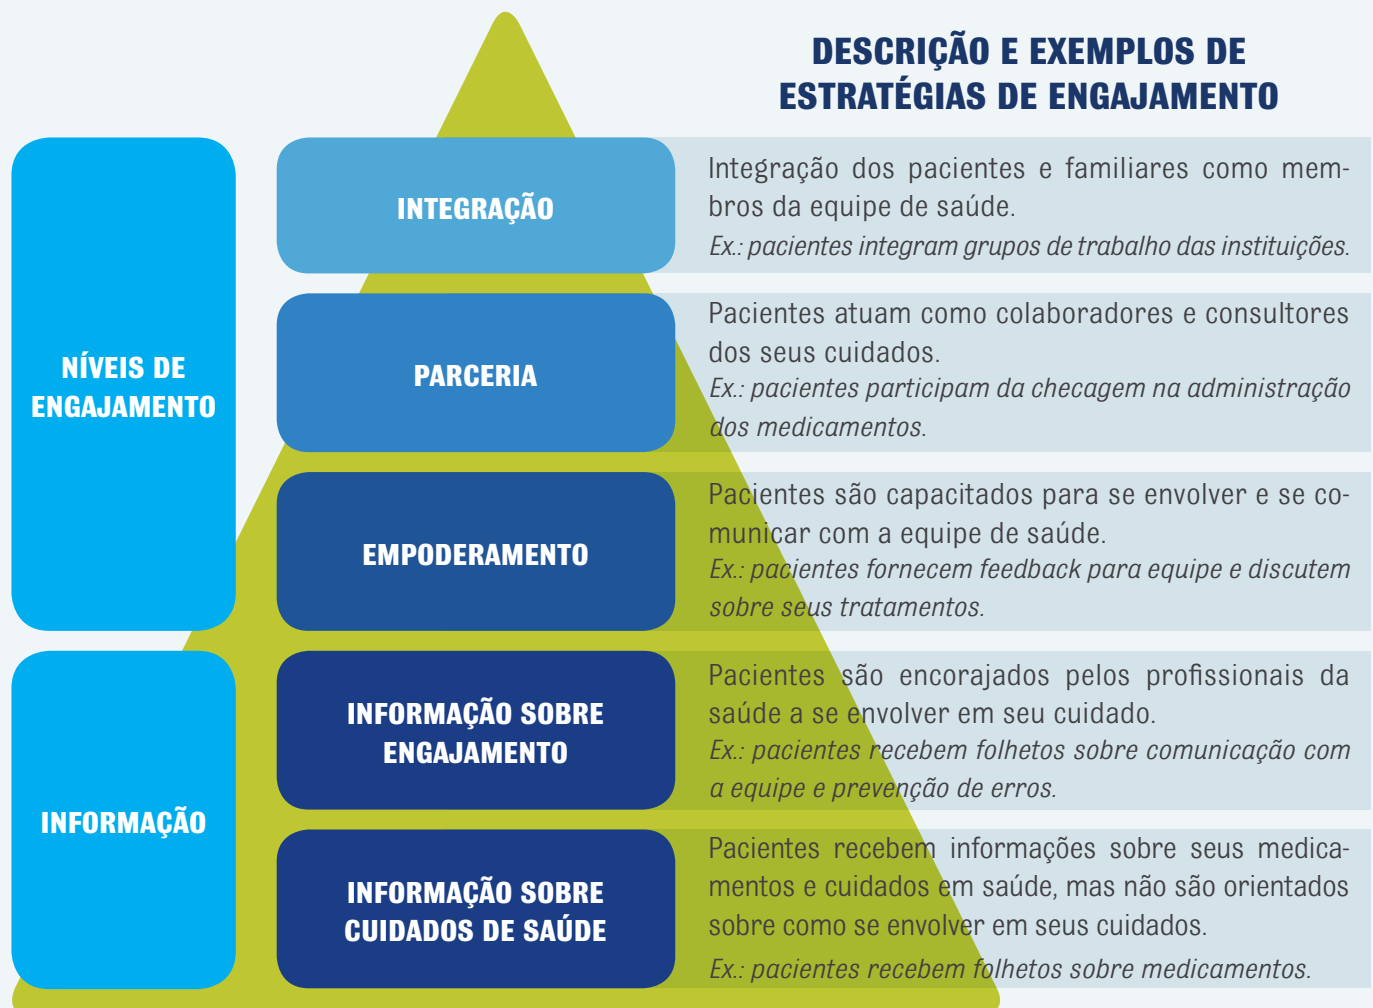 DESCRIÇÃO E EXEMPLOS DE
ESTRATÉGIAS DE ENGAJAMENTO
NÍVEIS DE
ENGAJAMENTO
INTEGRAÇÃO
Integração dos pacientes e familiares como mem-
bros da equipe de saúde.
Ex.: pacientes integram grupos de trabalho das instituições.
PARCERIA
Pacientes atuam como colaboradores e consultores
dos seus cuidados.
Ex.: pacientes participam da checagem na administração
dos medicamentos.
EMPODERAMENTO
Pacientes são capacitados para se envolver e se co-
municar com a equipe de saúde.
Ex.: pacientes fornecem feedback para equipe e discutem
sobre seus tratamentos.
INFORMAÇÃO
INFORMAÇÃO SOBRE
ENGAJAMENTO
Pacientes são encorajados pelos profissionais da
saúde a se envolver em seu cuidado.
Ex.: pacientes recebem folhetos sobre comunicação com
a equipe e prevenção de erros.
INFORMAÇÃO SOBRE
CUIDADOS DE SAÚDE
Pacientes recebem informações sobre seus medica-
mentos e cuidados em saúde, mas não são orientados
sobre como se envolver em seus cuidados.
Ex.: pacientes recebem folhetos sobre medicamentos.